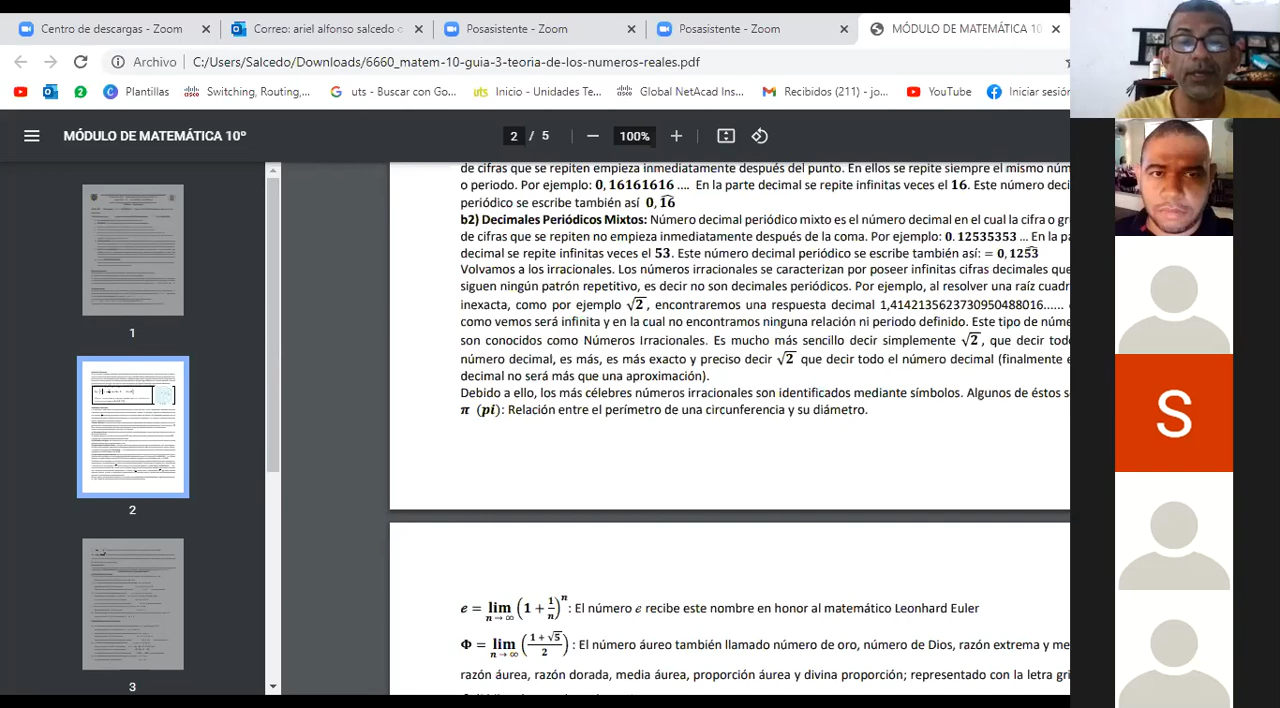 Centro de descargas - Zoom
Correo: ariel alfonso salcedo c
Posasistente - Zoom
Posasistente - Zoom
MÓDULO DE MATEMÁTICA 10
Archivo C:/Users/Salcedo/Downloads/6660_matem-10-guia-3-teoria-de-los-numeros-reales.pdf
Plantillas
Switching, Routing,...
uts - Buscar con Go...
Inicio - Unidades Te...
Global NetAcad Ins...
Recibidos (211) - jo...
YouTube
Iniciar sesión
MÓDULO DE MATEMÁTICA 10º
2 / 5
100%
1
2
3
de cifras que se repiten empieza inmediatamente después del punto. En ellos se repite siempre el mismo núm
o periodo. Por ejemplo: 0, 16161616 .... En la parte decimal se repite infinitas veces el 16. Este número deci
periódico se escribe también así 0, 1͡6
b2) Decimales Periódicos Mixtos: Número decimal periódico mixto es el número decimal en el cual la cifra o gr
de cifras que se repiten no empieza inmediatamente después de la coma. Por ejemplo: 0, 12535353 ... En la pa
decimal se repite infinitas veces el 53. Este número decimal periódico se escribe también así: = 0, 125͡3
Volvamos a los irracionales. Los números irracionales se caracterizan por poseer infinitas cifras decimales que
siguen ningún patrón repetitivo, es decir no son decimales periódicos. Por ejemplo, al resolver una raíz cuadr
inexacta, como por ejemplo √2, encontraremos una respuesta decimal 1,4142135623730950488016......
como vemos será infinita y en la cual no encontramos ninguna relación ni periodo definido. Este tipo de núme
son conocidos como Números Irracionales. Es mucho más sencillo decir simplemente √2, que decir tod
número decimal, es más, es más exacto y preciso decir √2 que decir todo el número decimal (finalmente e
decimal no será más que una aproximación).
Debido a ello, los más célebres números irracionales son identificados mediante símbolos. Algunos de éstos s
π (pi): Relación entre el perímetro de una circunferencia y su diámetro.
e = lim n → ∞ (1 + 1/n)^n: El número e recibe este nombre en honor al matemático Leonhard Euler
Φ = lim n → ∞ ((1 + √5)/2): El número áureo también llamado número de oro, número de Dios, razón extrema y me
razón áurea, razón dorada, media áurea, proporción áurea y divina proporción; representado con la letra gri
S